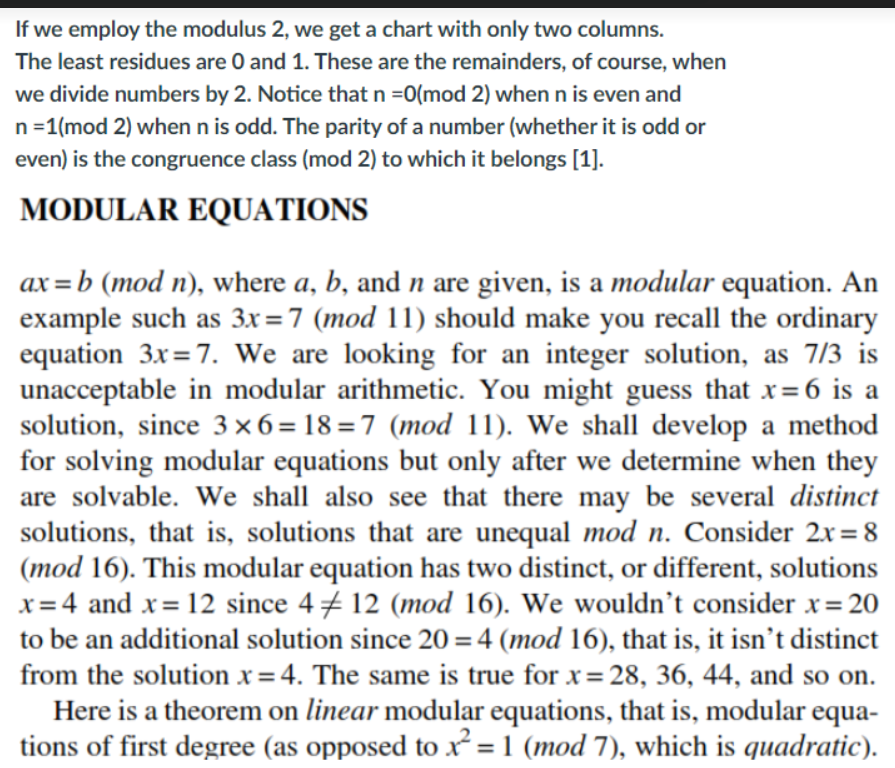 If we employ the modulus 2, we get a chart with only two columns.
The least residues are 0 and 1. These are the remainders, of course, when
we divide numbers by 2. Notice that n =0(mod 2) when n is even and
n =1(mod 2) when n is odd. The parity of a number (whether it is odd or
even) is the congruence class (mod 2) to which it belongs [1].
MODULAR EQUATIONS
ax = b (mod n), where a, b, and n are given, is a modular equation. An
example such as 3x = 7 (mod 11) should make you recall the ordinary
equation 3x = 7. We are looking for an integer solution, as 7/3 is
unacceptable in modular arithmetic. You might guess that x = 6 is a
solution, since 3 × 6 = 18 = 7 (mod 11). We shall develop a method
for solving modular equations but only after we determine when they
are solvable. We shall also see that there may be several distinct
solutions, that is, solutions that are unequal mod n. Consider 2x = 8
(mod 16). This modular equation has two distinct, or different, solutions
x = 4 and x = 12 since 4 ≠ 12 (mod 16). We wouldn't consider x = 20
to be an additional solution since 20 = 4 (mod 16), that is, it isn't distinct
from the solution x = 4. The same is true for x = 28, 36, 44, and so on.
Here is a theorem on linear modular equations, that is, modular equa-
tions of first degree (as opposed to x² = 1 (mod 7), which is quadratic).